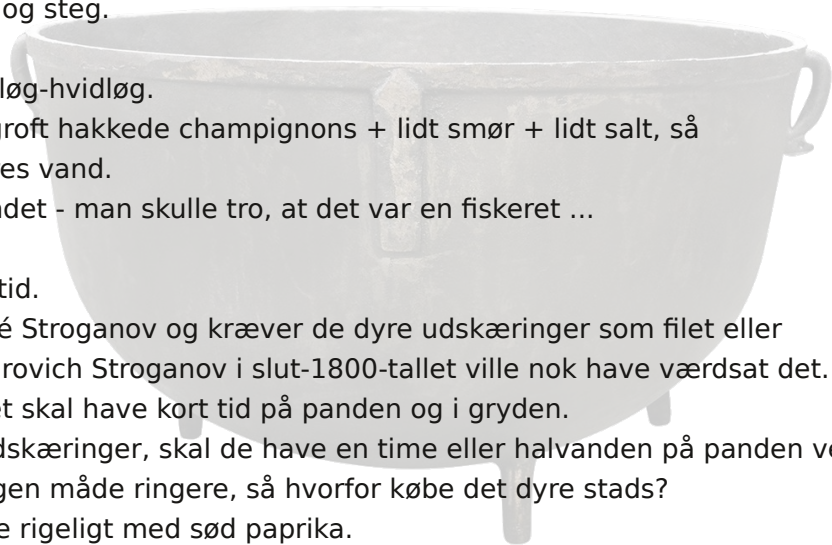 og steg.
løg-hvidløg.
groft hakkede champignons + lidt smør + lidt salt, så
es vand.
det - man skulle tro, at det var en fiskeret ...
tid.
é Stroganov og kræver de dyre udskæringer som filet eller
rovich Stroganov i slut-1800-tallet ville nok have værdsat det.
t skal have kort tid på panden og i gryden.
dskæringer, skal de have en time eller halvanden på panden ve
gen måde ringere, så hvorfor købe det dyre stads?
e rigeligt med sød paprika.